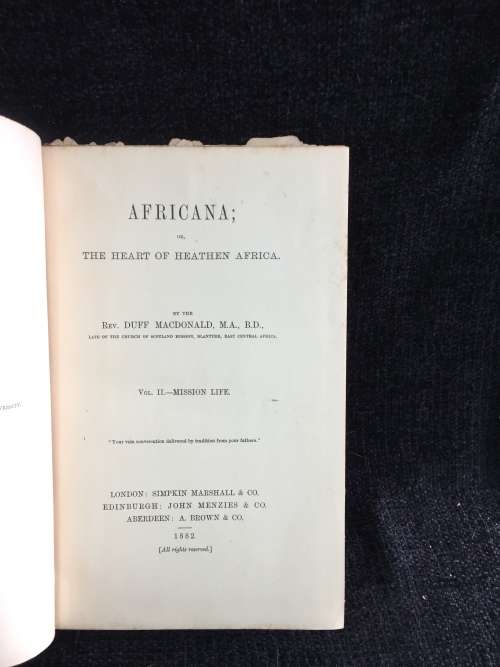 AFRICANA;
OR,
THE HEART OF HEATHEN AFRICA.
BY THE
REV. DUFF MACDONALD, M.A., B.D.,
LATE OF THE CHURCH OF SCOTLAND MISSION, BLANTYRE, EAST CENTRAL AFRICA.
VOL. II.—MISSION LIFE.
"Your vain conversation delivered by tradition from your fathers."
LONDON: SIMPKIN MARSHALL & CO.
EDINBURGH: JOHN MENZIES & CO.
ABERDEEN: A. BROWN & CO.
1882
[All rights reserved.]